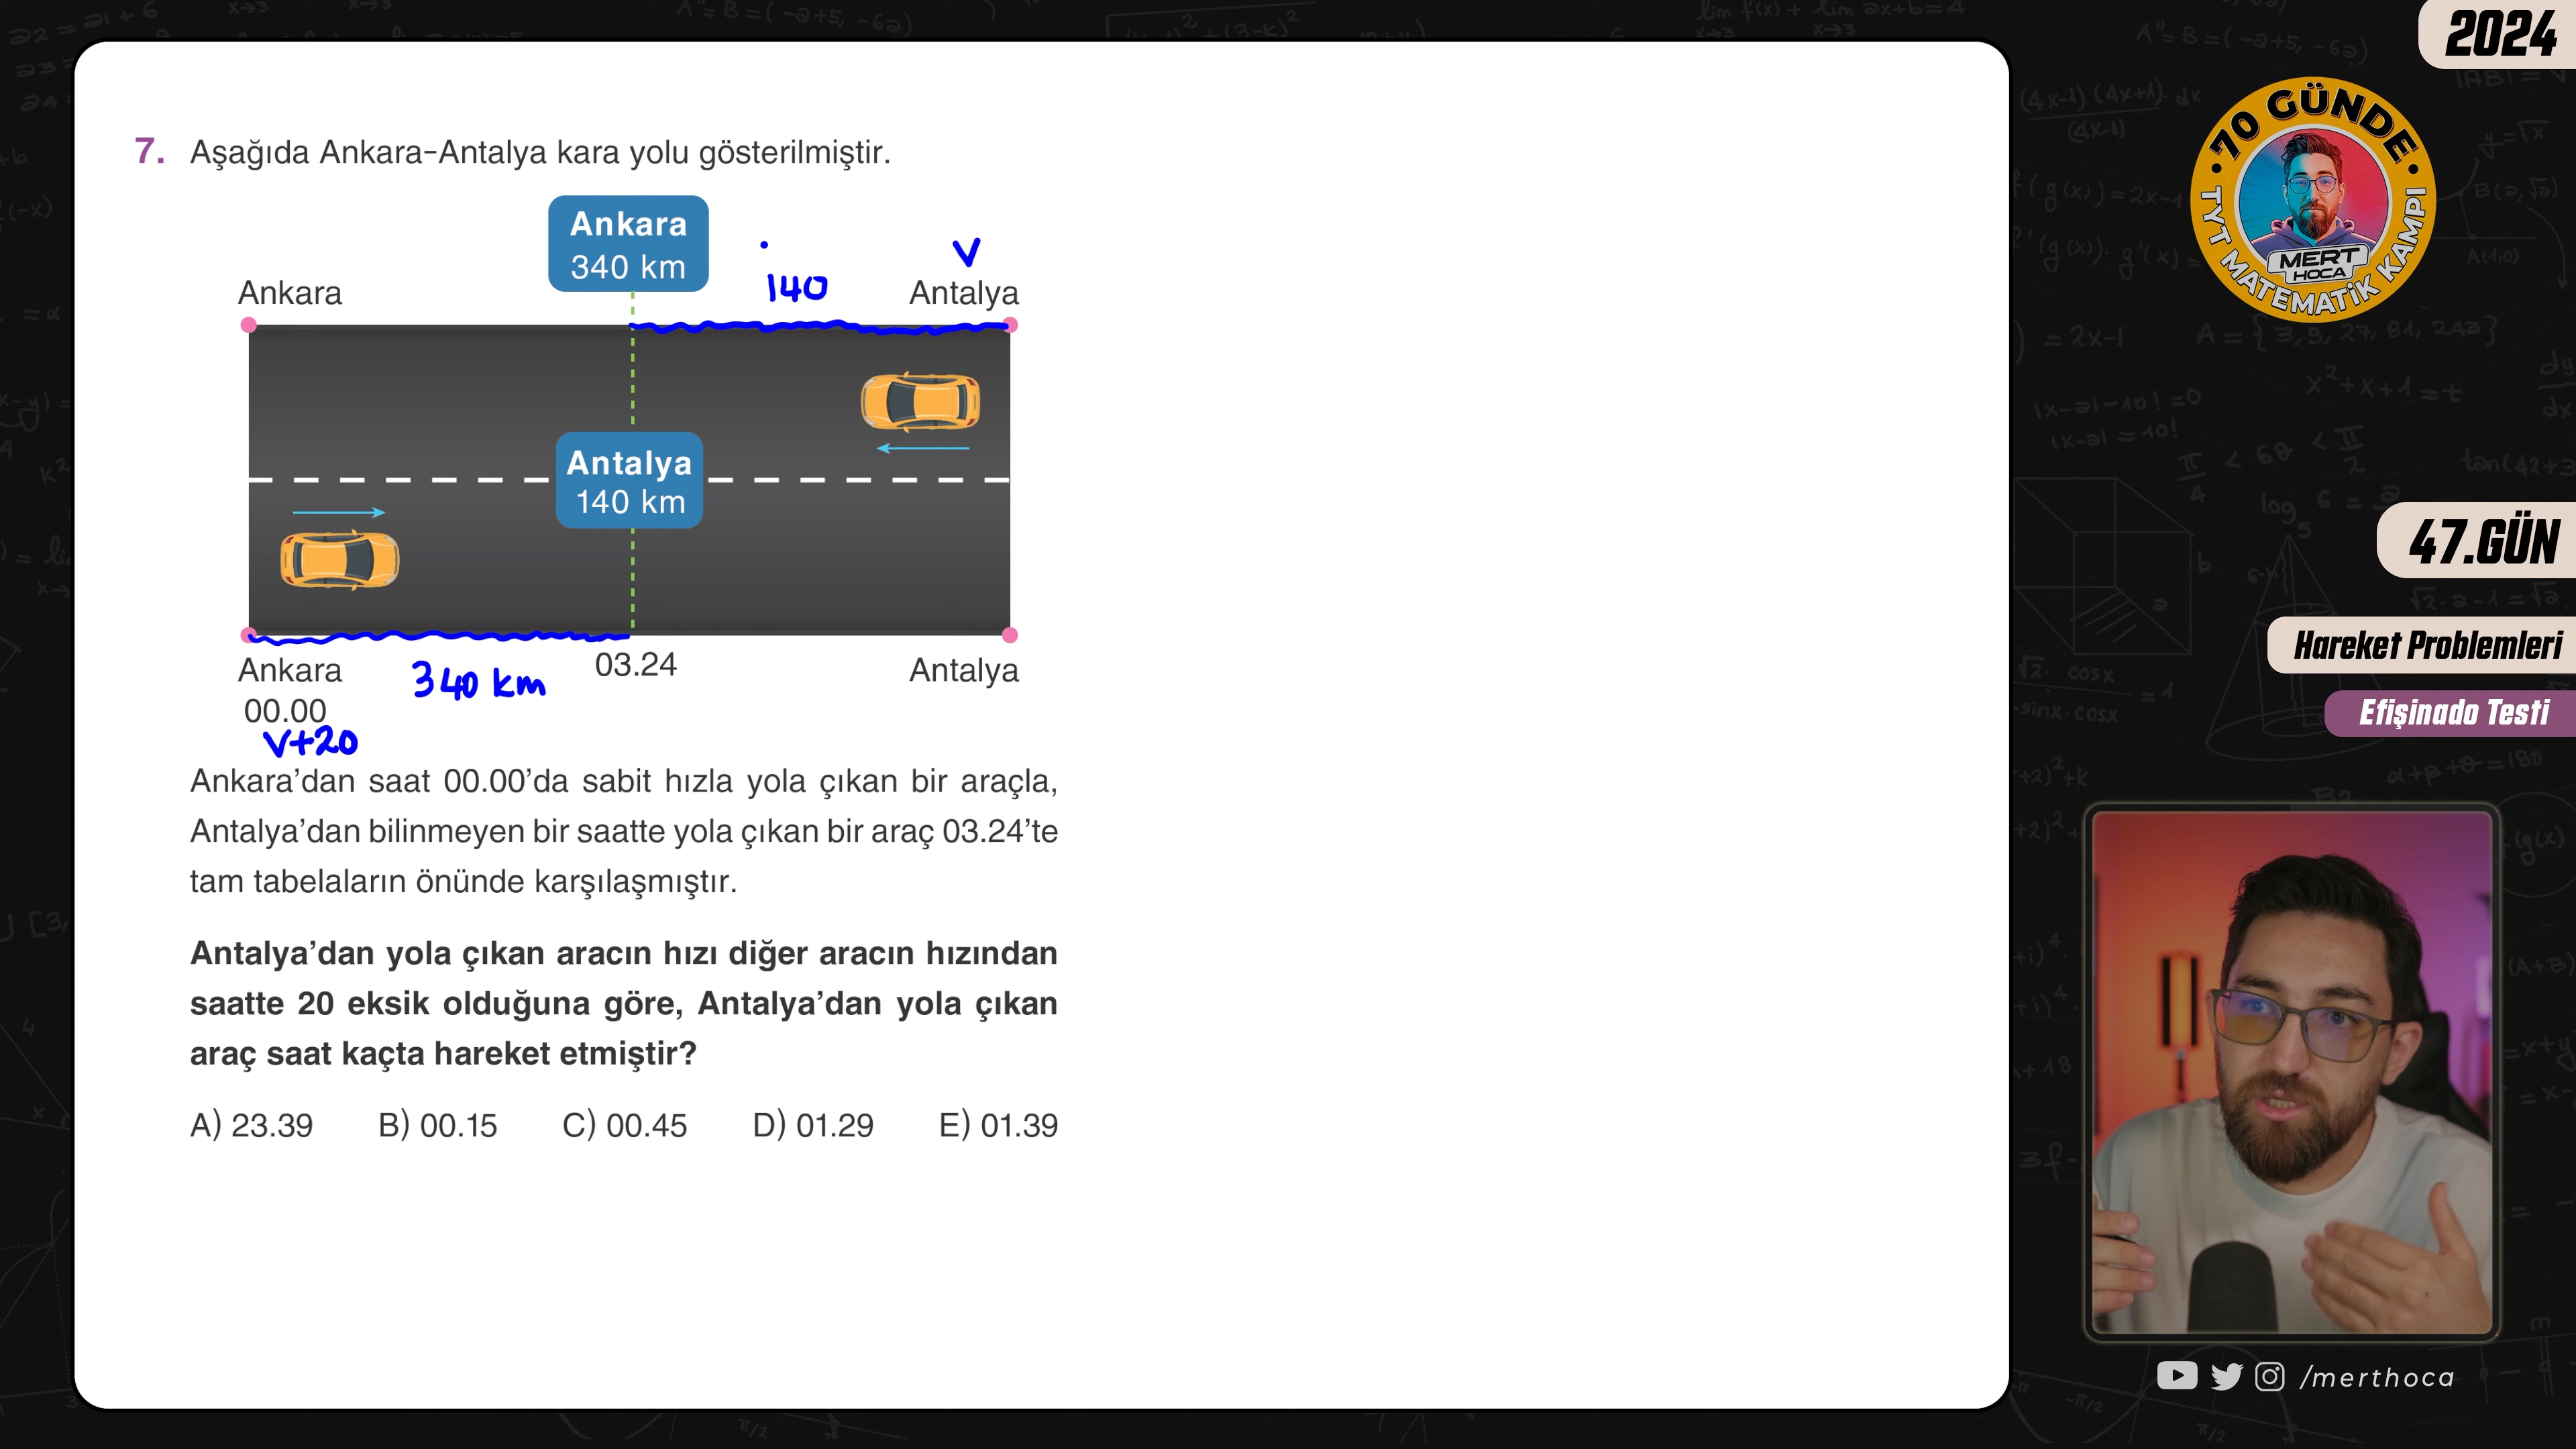 2024
70 GÜNDE
TYT MATEMATİK KAMPI
MERT
HOCA
7. Aşağıda Ankara-Antalya kara yolu gösterilmiştir.
Ankara
340 km
V
140
Ankara
Antalya
Antalya
140 km
Ankara
03.24
Antalya
340 km
00.00
V+20
Ankara'dan saat 00.00'da sabit hızla yola çıkan bir araçla,
Antalya'dan bilinmeyen bir saatte yola çıkan bir araç 03.24'te
tam tabelaların önünde karşılaşmıştır.
Antalya'dan yola çıkan aracın hızı diğer aracın hızından
saatte 20 eksik olduğuna göre, Antalya'dan yola çıkan
araç saat kaçta hareket etmiştir?
A) 23.39 B) 00.15 C) 00.45 D) 01.29 E) 01.39
47.GÜN
Hareket Problemleri
Efişinado Testi
/merthoca